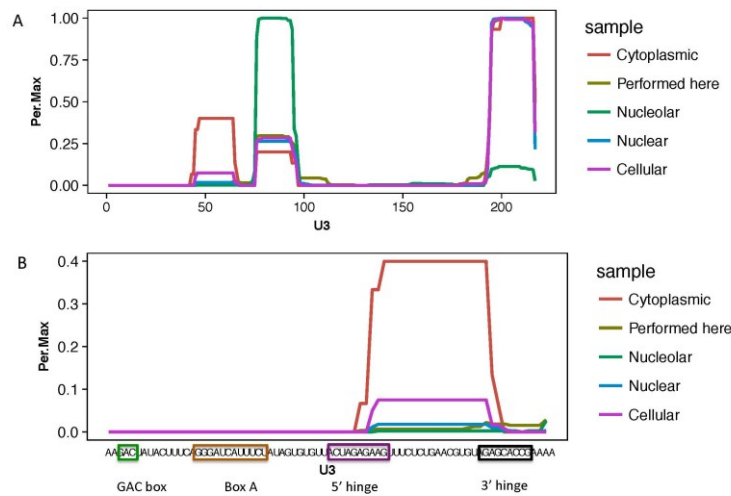 A
1.00
0.75
0.50
0.25
0.00
Per.Max
0
50
100
150
200
U3
sample
Cytoplasmic
Performed here
Nucleolar
Nuclear
Cellular
B
0.4
0.3
0.2
0.1
0.0
Per.Max
AAGACUAUACUUUCAGGGAUCAUUUCUAUAGUGUGUUACUAGAGAAGUUUCUCUGAACGUGUAGAGCACCGAAAA
U3
GAC box
Box A
5′ hinge
3′ hinge
sample
Cytoplasmic
Performed here
Nucleolar
Nuclear
Cellular